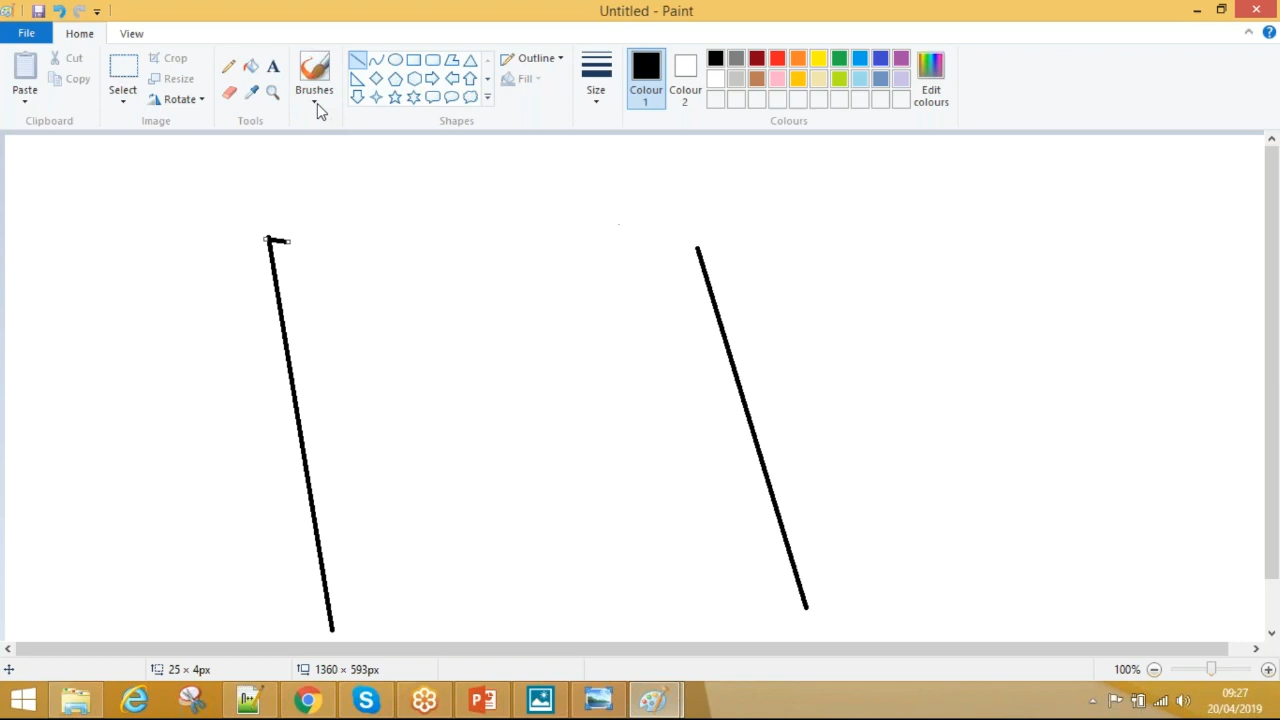 Untitled - Paint
File
Home
View
Paste
Cut
Copy
Clipboard
Select
Crop
Resize
Rotate
Image
A
Tools
Brushes
Shapes
Outline
Fill
Size
Colour 1
Colour 2
Edit colours
Colours
25 × 4px
1360 × 593px
100%
09:27
20/04/2019